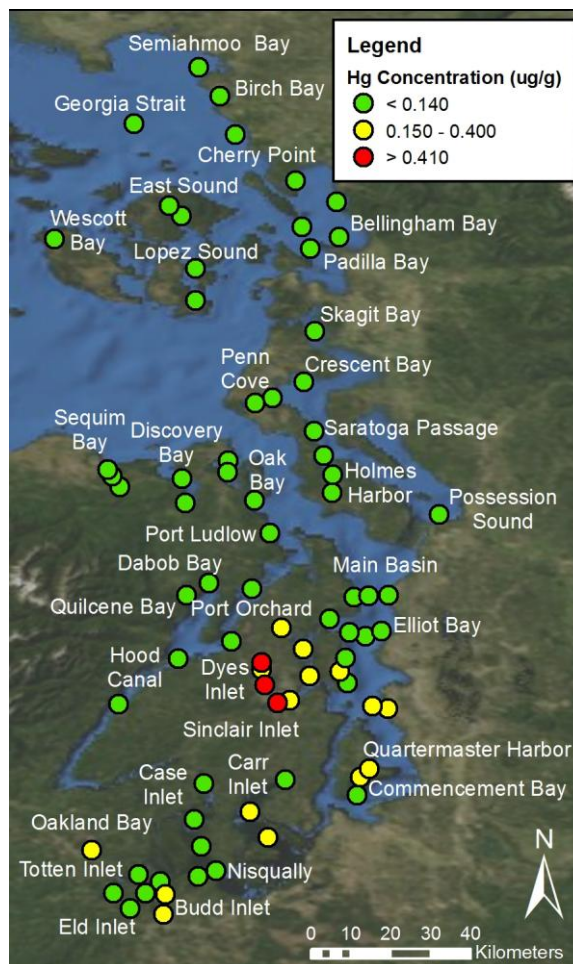 Semiahmoo Bay
Legend
Hg Concentration (ug/g)
< 0.140
0.150 - 0.400
> 0.410
Birch Bay
Georgia Strait
Cherry Point
East Sound
Wescott
Bay
Bellingham Bay
Lopez Sound
Padilla Bay
Skagit Bay
Penn
Cove
Crescent Bay
Sequim
Bay
Discovery
Bay
Saratoga Passage
Oak
Bay
Holmes
Harbor
Possession
Sound
Port Ludlow
Dabob Bay
Main Basin
Quilcene Bay
Port Orchard
Elliot Bay
Hood
Canal
Dyes
Inlet
Sinclair Inlet
Quartermaster Harbor
Case
Inlet
Carr
Inlet
Commencement Bay
Oakland Bay
N
Totten Inlet
Nisqually
Budd Inlet
Eld Inlet
0 5 10 20 30 40
Kilometers